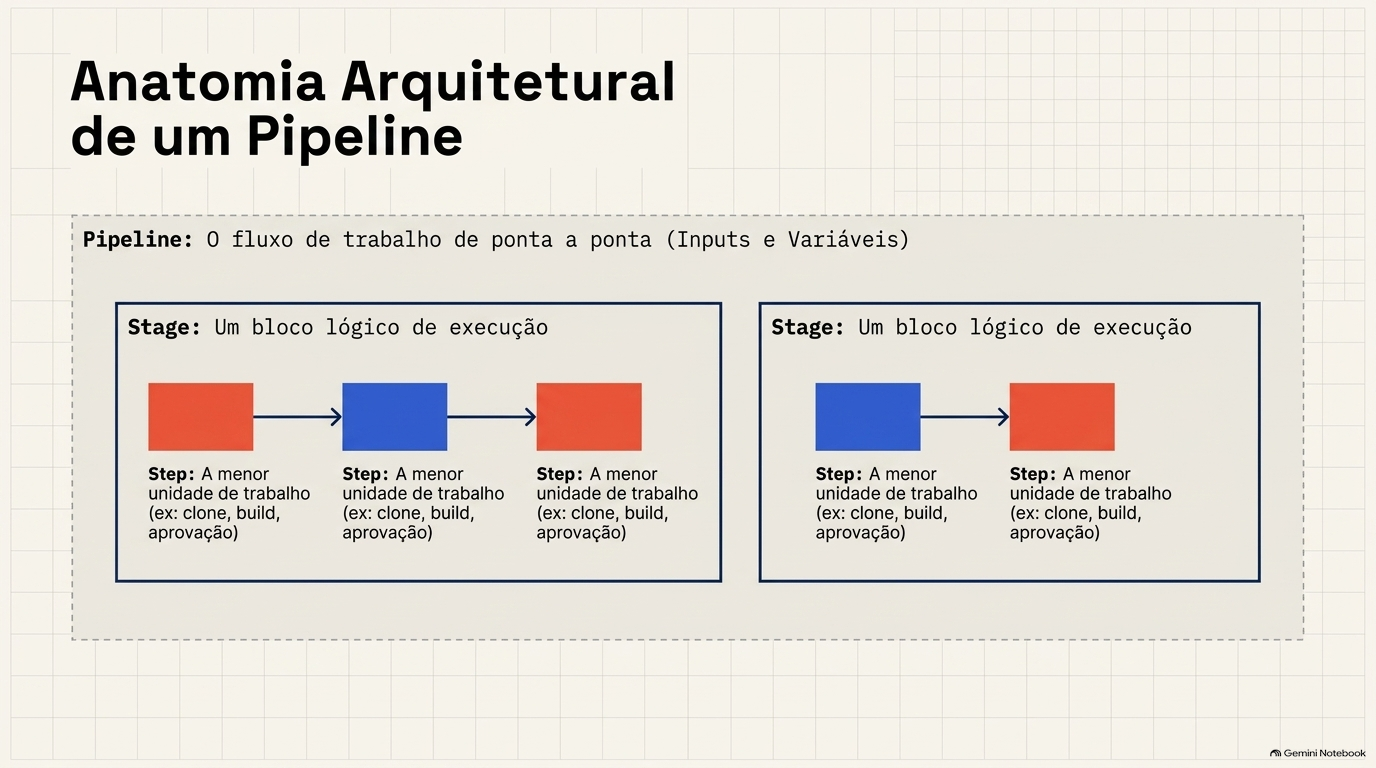 Anatomia Arquitetural
de um Pipeline
Pipeline: O fluxo de trabalho de ponta a ponta (Inputs e Variáveis)
Stage: Um bloco lógico de execução
Step: A menor
unidade de trabalho
(ex: clone, build,
aprovação)
Step: A menor
unidade de trabalho
(ex: clone, build,
aprovação)
Step: A menor
unidade de trabalho
(ex: clone, build,
aprovação)
Stage: Um bloco lógico de execução
Step: A menor
unidade de trabalho
(ex: clone, build,
aprovação)
Step: A menor
unidade de trabalho
(ex: clone, build,
aprovação)
Gemini Notebook